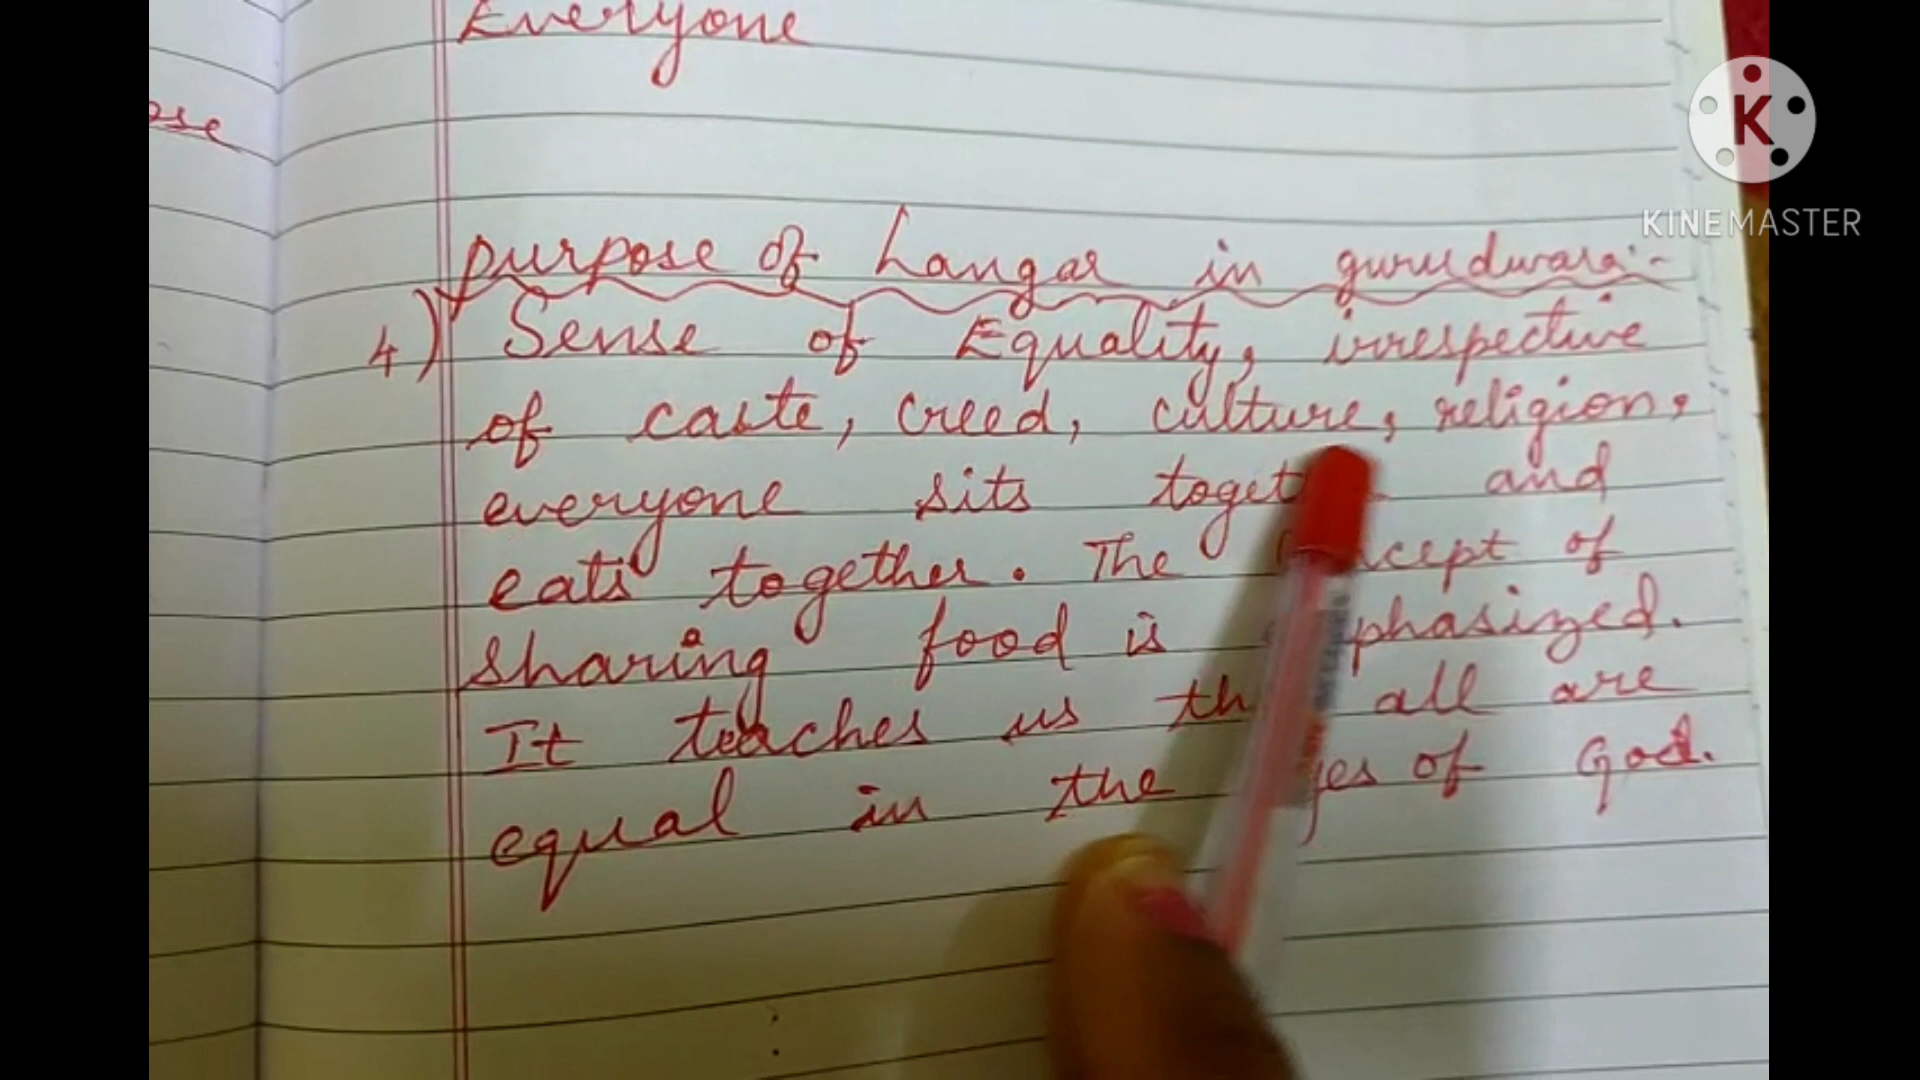 Everyone
ose
purpose of Langar in gurudwara:-
4) Sense of Equality, irrespective
of caste, creed, culture, religion,
everyone sits toget and
eats together. The cept of
sharing food is phasized.
It teaches us th all are
equal in the yes of God.
K
KINEMASTER